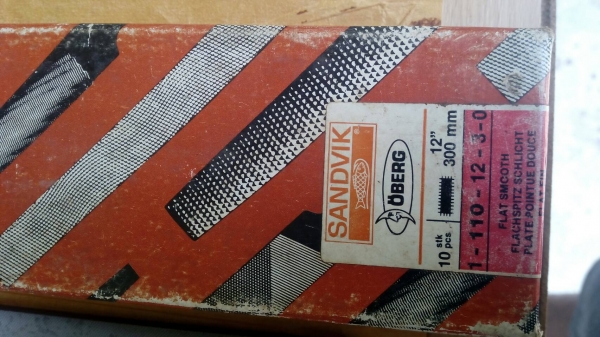 SANDVIK
ÖBERG
10 stk
pcs.
12"
300 mm
1-110-12-3-0
FLAT SMOOTH
FLACHSPITZ SCHLICHT
PLATE POINTUE DOUCE